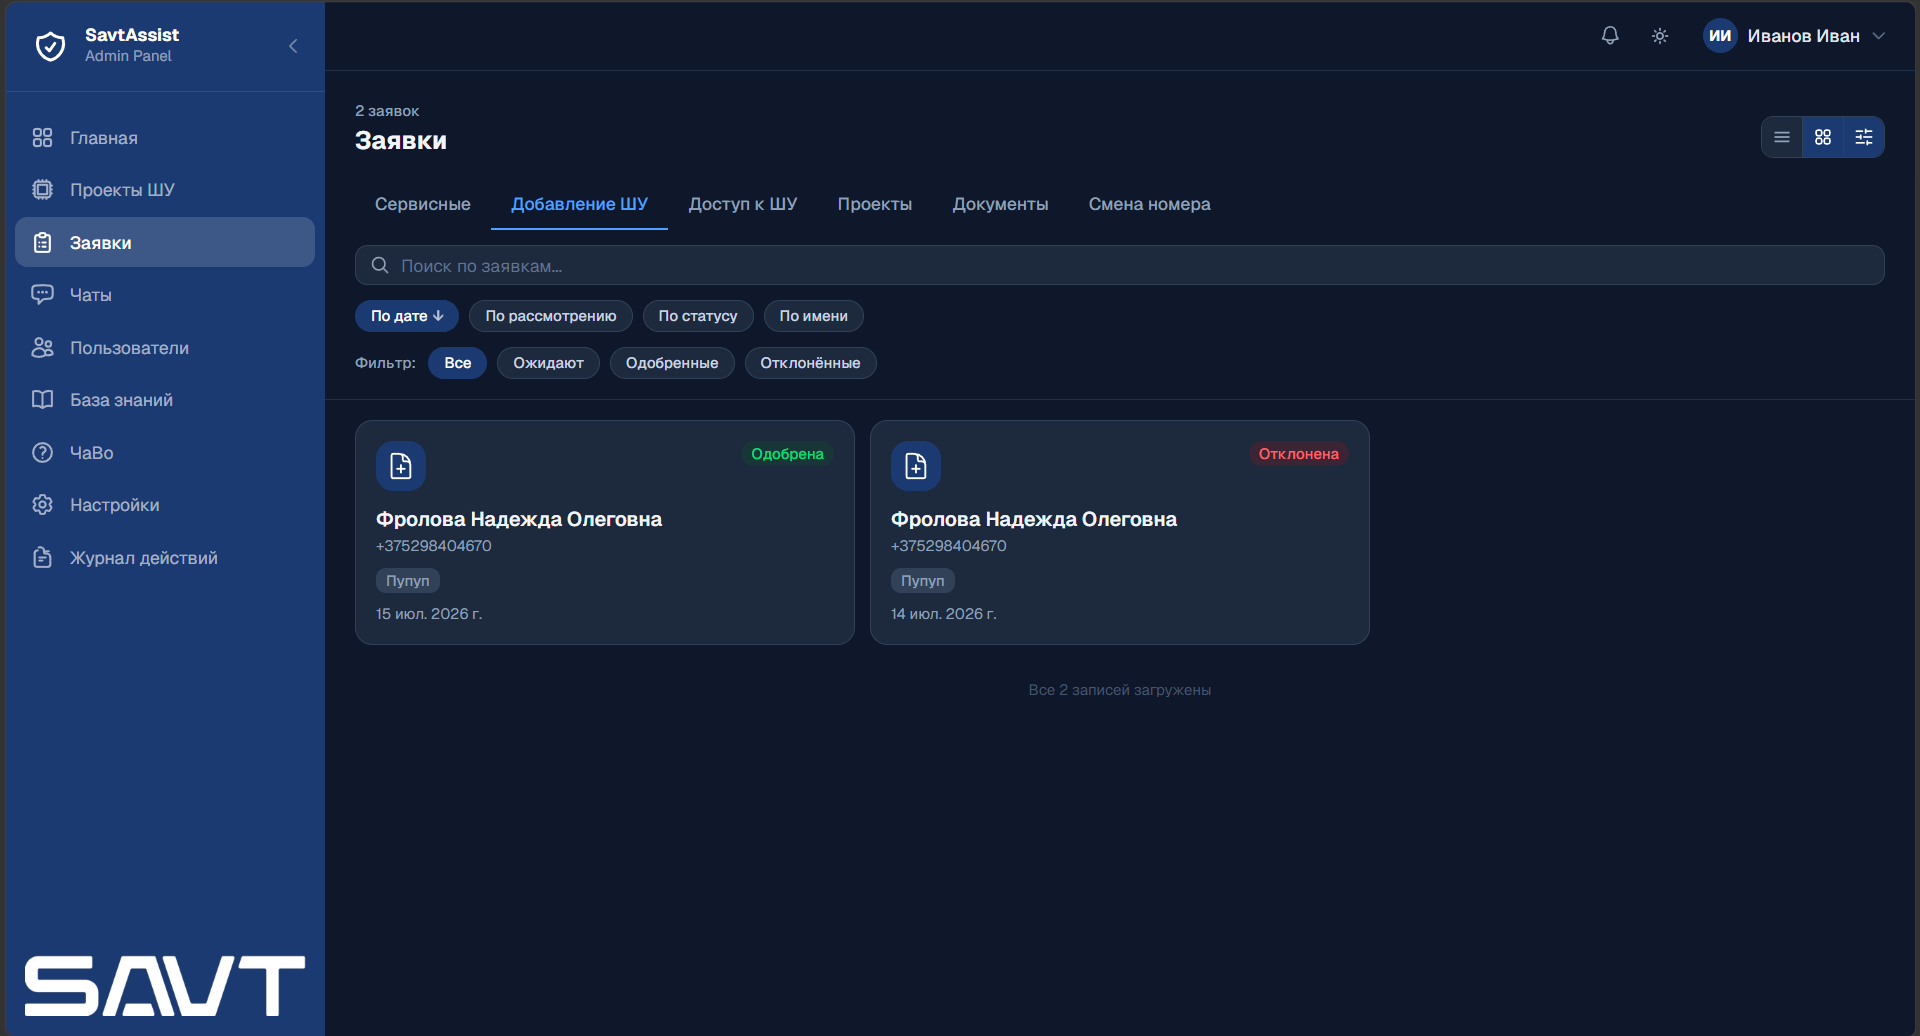 SavtAssist
Admin Panel
Главная
Проекты ШУ
Заявки
Чаты
Пользователи
База знаний
ЧаВо
Настройки
Журнал действий
SAVT
ИИ Иванов Иван
2 заявок
Заявки
Сервисные Добавление ШУ Доступ к ШУ Проекты Документы Смена номера
Поиск по заявкам...
По дате ↓ По рассмотрению По статусу По имени
Фильтр: Все Ожидают Одобренные Отклонённые
Одобрена
Фролова Надежда Олеговна
+375298404670
Пупуп
15 июл. 2026 г.
Отклонена
Фролова Надежда Олеговна
+375298404670
Пупуп
14 июл. 2026 г.
Все 2 записей загружены